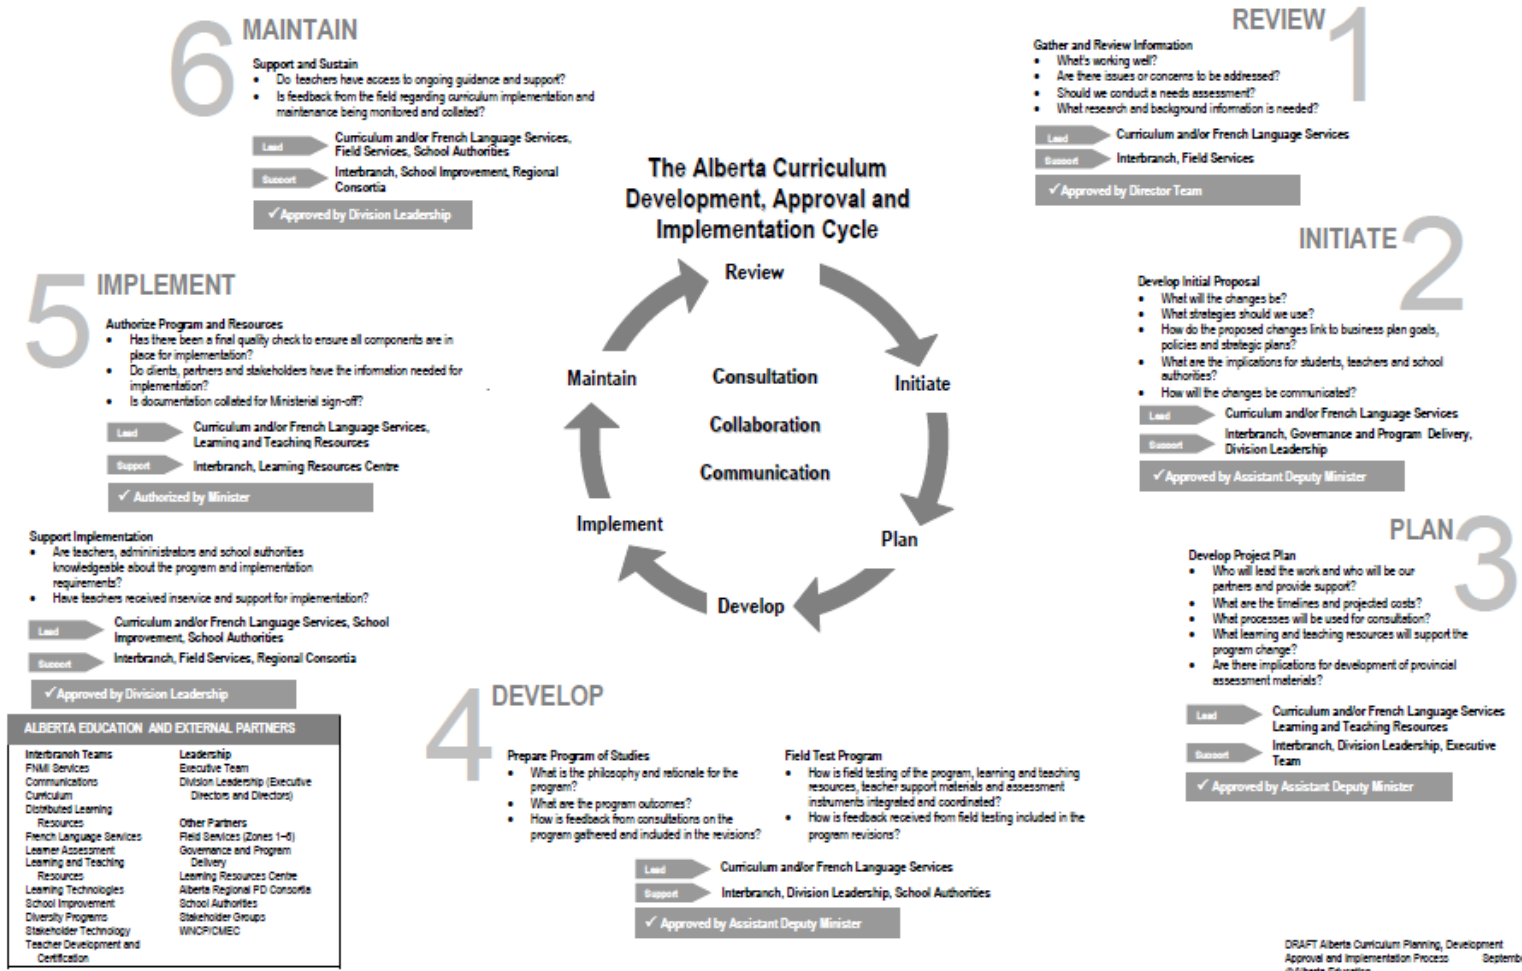 The Alberta Curriculum
Development, Approval and
Implementation Cycle
Review
Initiate
Plan
Develop
Implement
Maintain
Consultation
Collaboration
Communication
REVIEW 1
Gather and Review Information
• What's working well?
• Are there issues or concerns to be addressed?
• Should we conduct a needs assessment?
• What research and background information is needed?
Lead Curriculum and/or French Language Services
Support Interbranch, Field Services
✓ Approved by Director Team
INITIATE 2
Develop Initial Proposal
• What will the changes be?
• What strategies should we use?
• How do the proposed changes link to business plan goals,
policies and strategic plans?
• What are the implications for students, teachers and school
authorities?
• How will the changes be communicated?
Lead Curriculum and/or French Language Services
Support Interbranch, Governance and Program Delivery,
Division Leadership
✓ Approved by Assistant Deputy Minister
PLAN 3
Develop Project Plan
• Who will lead the work and who will be our
partners and provide support?
• What are the timelines and projected costs?
• What processes will be used for consultation?
• What learning and teaching resources will support the
program change?
• Are there implications for development of provincial
assessment materials?
Lead Curriculum and/or French Language Services
Learning and Teaching Resources
Support Interbranch, Division Leadership, Executive
Team
✓ Approved by Assistant Deputy Minister
4 DEVELOP
Prepare Program of Studies
• What is the philosophy and rationale for the
program?
• What are the program outcomes?
• How is feedback from consultations on the
program gathered and included in the revisions?
Field Test Program
• How is field testing of the program, learning and teaching
resources, teacher support materials and assessment
instruments integrated and coordinated?
• How is feedback received from field testing included in the
program revisions?
Lead Curriculum and/or French Language Services
Support Interbranch, Division Leadership, School Authorities
✓ Approved by Assistant Deputy Minister
5 IMPLEMENT
Authorize Program and Resources
• Has there been a final quality check to ensure all components are in
place for implementation?
• Do clients, partners and stakeholders have the information needed for
implementation?
• Is documentation collated for Ministerial sign-off?
Lead Curriculum and/or French Language Services,
Learning and Teaching Resources
Support Interbranch, Learning Resources Centre
✓ Authorized by Minister
Support Implementation
• Are teachers, admininistrators and school authorities
knowledgeable about the program and implementation
requirements?
• Have teachers received inservice and support for implementation?
Lead Curriculum and/or French Language Services, School
Improvement, School Authorities
Support Interbranch, Field Services, Regional Consortia
✓ Approved by Division Leadership
6 MAINTAIN
Support and Sustain
• Do teachers have access to ongoing guidance and support?
• Is feedback from the field regarding curriculum implementation and
maintenance being monitored and collated?
Lead Curriculum and/or French Language Services,
Field Services, School Authorities
Support Interbranch, School Improvement, Regional
Consortia
✓ Approved by Division Leadership
ALBERTA EDUCATION AND EXTERNAL PARTNERS
Interbranch Teams
FNMI Services
Communications
Curriculum
Distributed Learning
Resources
French Language Services
Learner Assessment
Learning and Teaching
Resources
Learning Technologies
School Improvement
Diversity Programs
Stakeholder Technology
Teacher Development and
Certification
Leadership
Executive Team
Division Leadership (Executive
Directors and Directors)
Other Partners
Field Services (Zones 1–6)
Governance and Program
Delivery
Learning Resources Centre
Alberta Regional PD Consortia
School Authorities
Stakeholder Groups
WNCP/CMEC
DRAFT Alberta Curriculum Planning, Development
Approval and Implementation Process
© Alberta Education